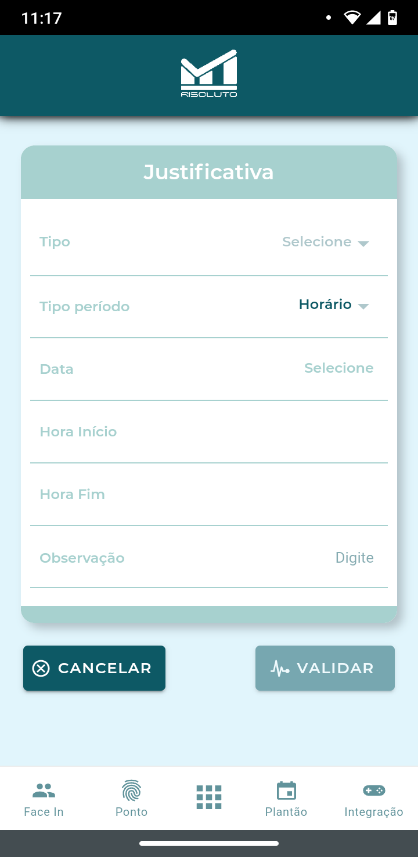 11:17
RISOLUTO
Justificativa
Tipo Selecione
Tipo período Horário
Data Selecione
Hora Início
Hora Fim
Observação Digite
CANCELAR VALIDAR
Face In Ponto Plantão Integração